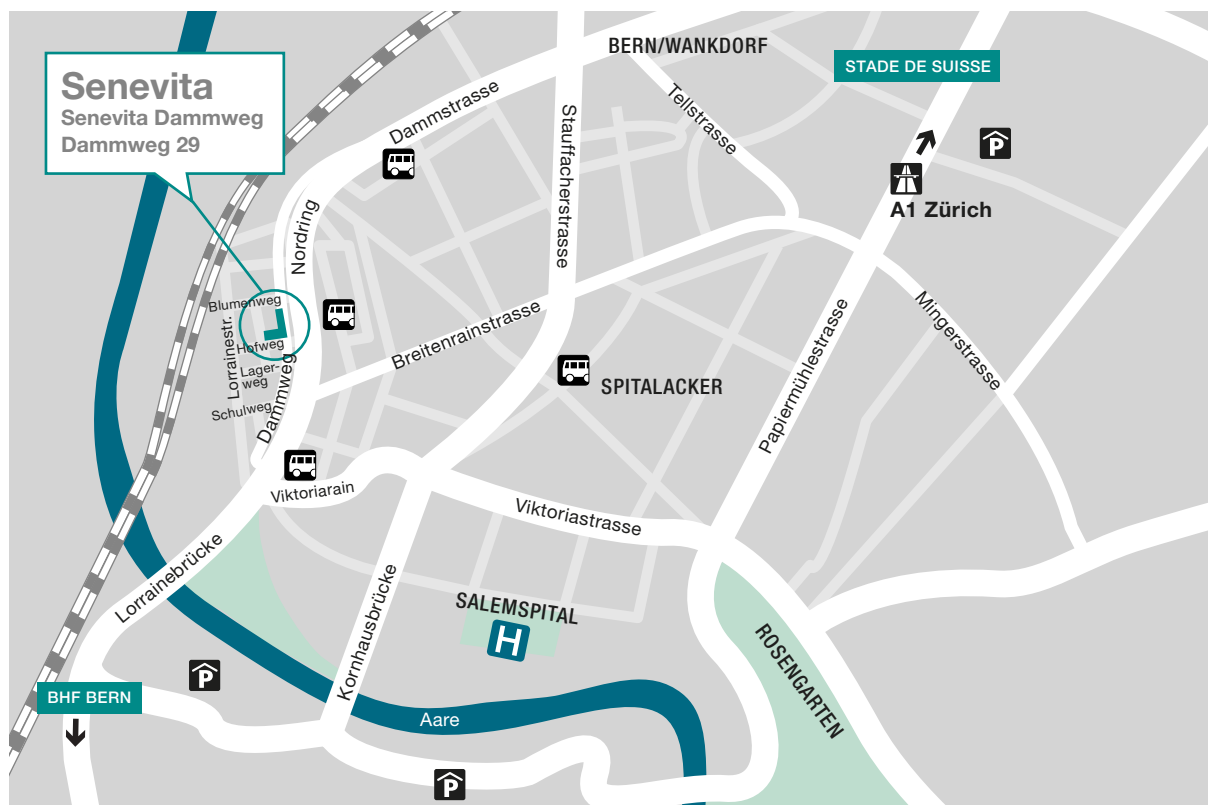 BERN/WANKDORF
STADE DE SUISSE
Senevita
Senevita Dammweg
Dammweg 29
Dammstrasse
Tellstrasse
Stauffacherstrasse
P
A1 Zürich
Nordring
Blumenweg
Lorrainestr.
Hofweg
Lager-
weg
Schulweg
Dammweg
Breitenrainstrasse
SPITALACKER
Papiermühlestrasse
Mingerstrasse
Viktoriarain
Viktoriastrasse
Lorrainebrücke
Kornhausbrücke
SALEMSPITAL
H
ROSENGARTEN
P
BHF BERN
Aare
P